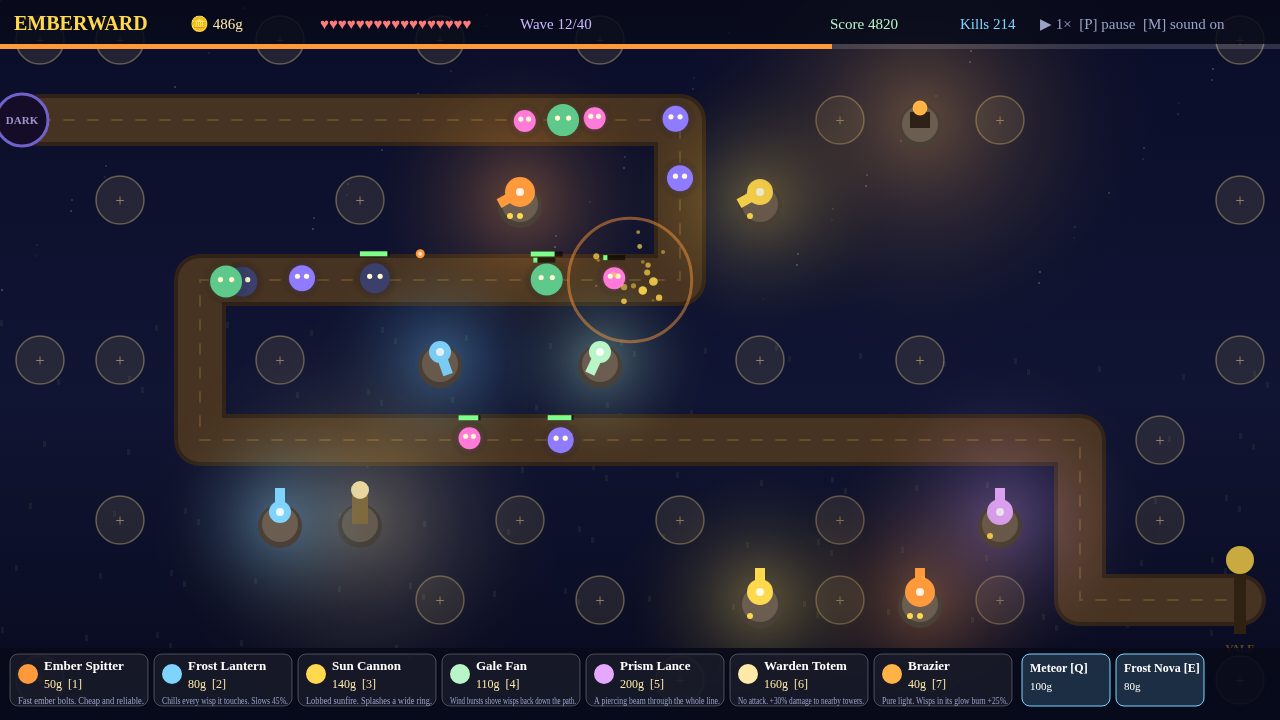 EMBERWARD
🪙 486g
♥♥♥♥♥♥♥♥♥♥♥♥♥♥♥♥♥
Wave 12/40
Score 4820
Kills 214
▶ 1× [P] pause [M] sound on
DARK
VALE
Ember Spitter
50g [1]
Fast ember bolts. Cheap and reliable.
Frost Lantern
80g [2]
Chills every wisp it touches. Slows 45%.
Sun Cannon
140g [3]
Lobbed sunfire. Splashes a wide ring.
Gale Fan
110g [4]
Wind bursts shove wisps back down the path.
Prism Lance
200g [5]
A piercing beam through the whole line.
Warden Totem
160g [6]
No attack. +30% damage to nearby towers.
Brazier
40g [7]
Pure light. Wisps in its glow burn +25%.
Meteor [Q]
100g
Frost Nova [E]
80g